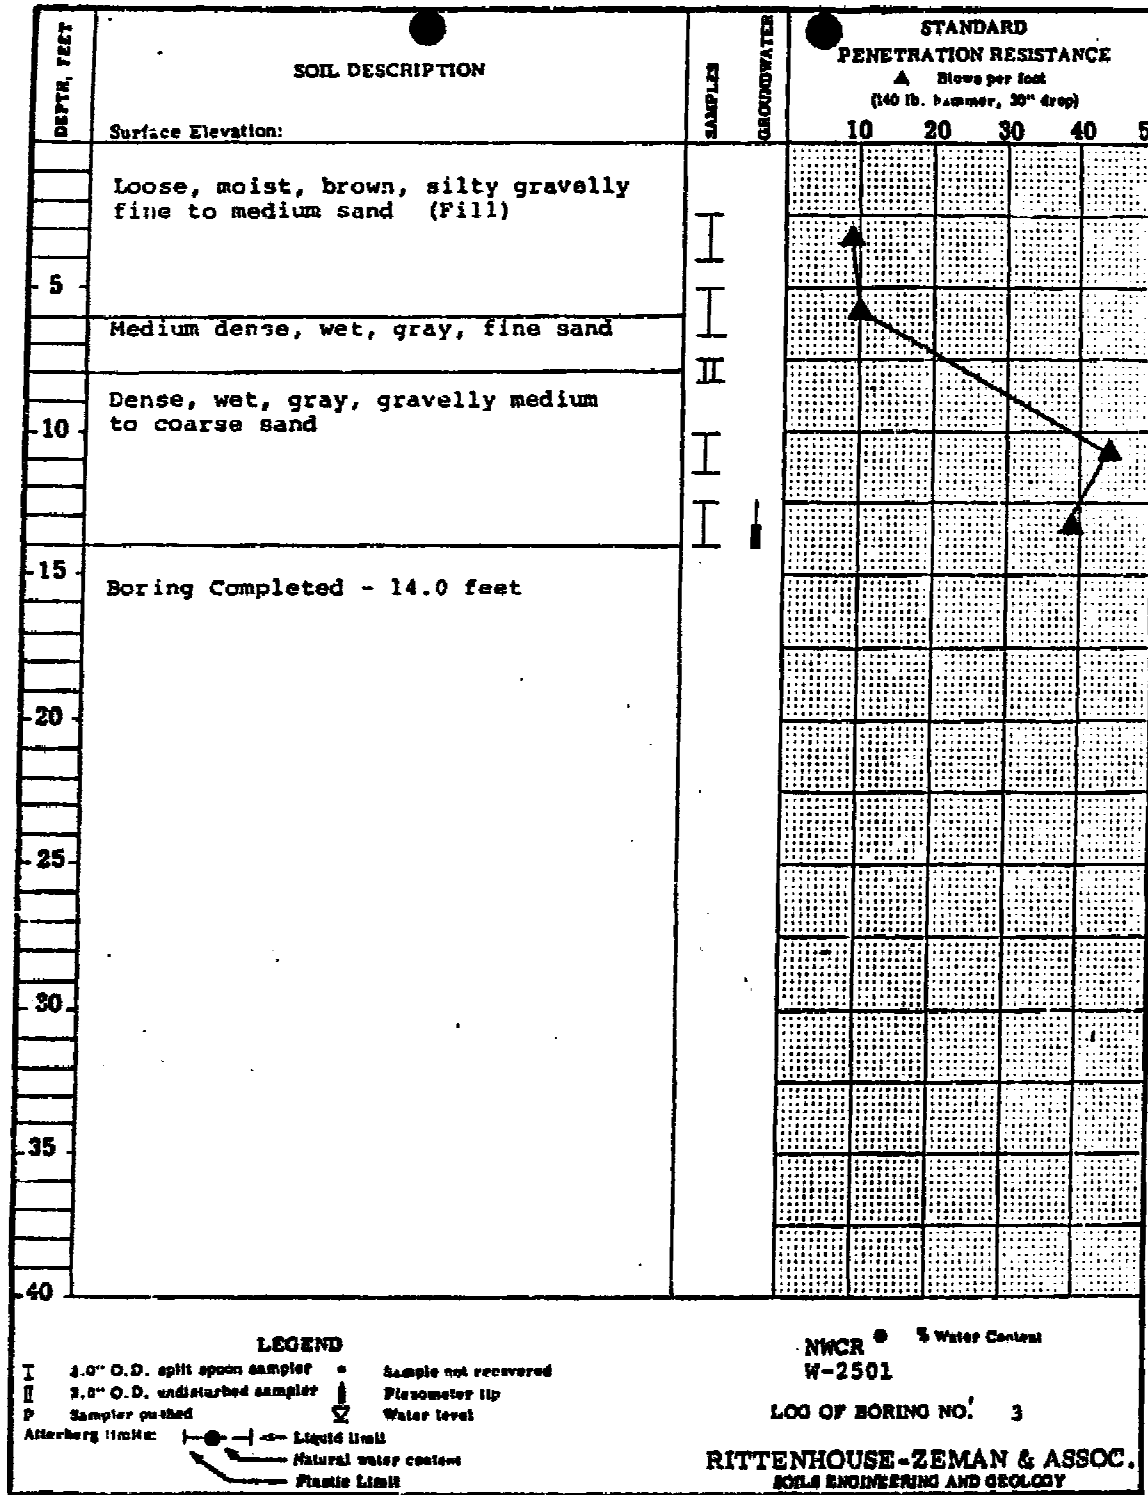 DEPTH, FEET
SOIL DESCRIPTION
Surface Elevation:
SAMPLES
GROUNDWATER
STANDARD
PENETRATION RESISTANCE
▲ Blows per foot
(140 lb. hammer, 30" drop)
10 20 30 40 5
Loose, moist, brown, silty gravelly
fine to medium sand (Fill)
5
Medium dense, wet, gray, fine sand
Dense, wet, gray, gravelly medium
to coarse sand
10
15
Boring Completed - 14.0 feet
20
25
30
35
40
LEGEND
I O.D. split spoon sampler
II O.D. undisturbed sampler
P Sampler pushed
* Sample not recovered
Piezometer tip
Water level
Atterberg limits:
Liquid limit
Natural water content
Plastic Limit
● % Water Content
NWCR
W-2501
LOG OF BORING NO. 3
RITTENHOUSE-ZEMAN & ASSOC.
SOILS ENGINEERING AND GEOLOGY